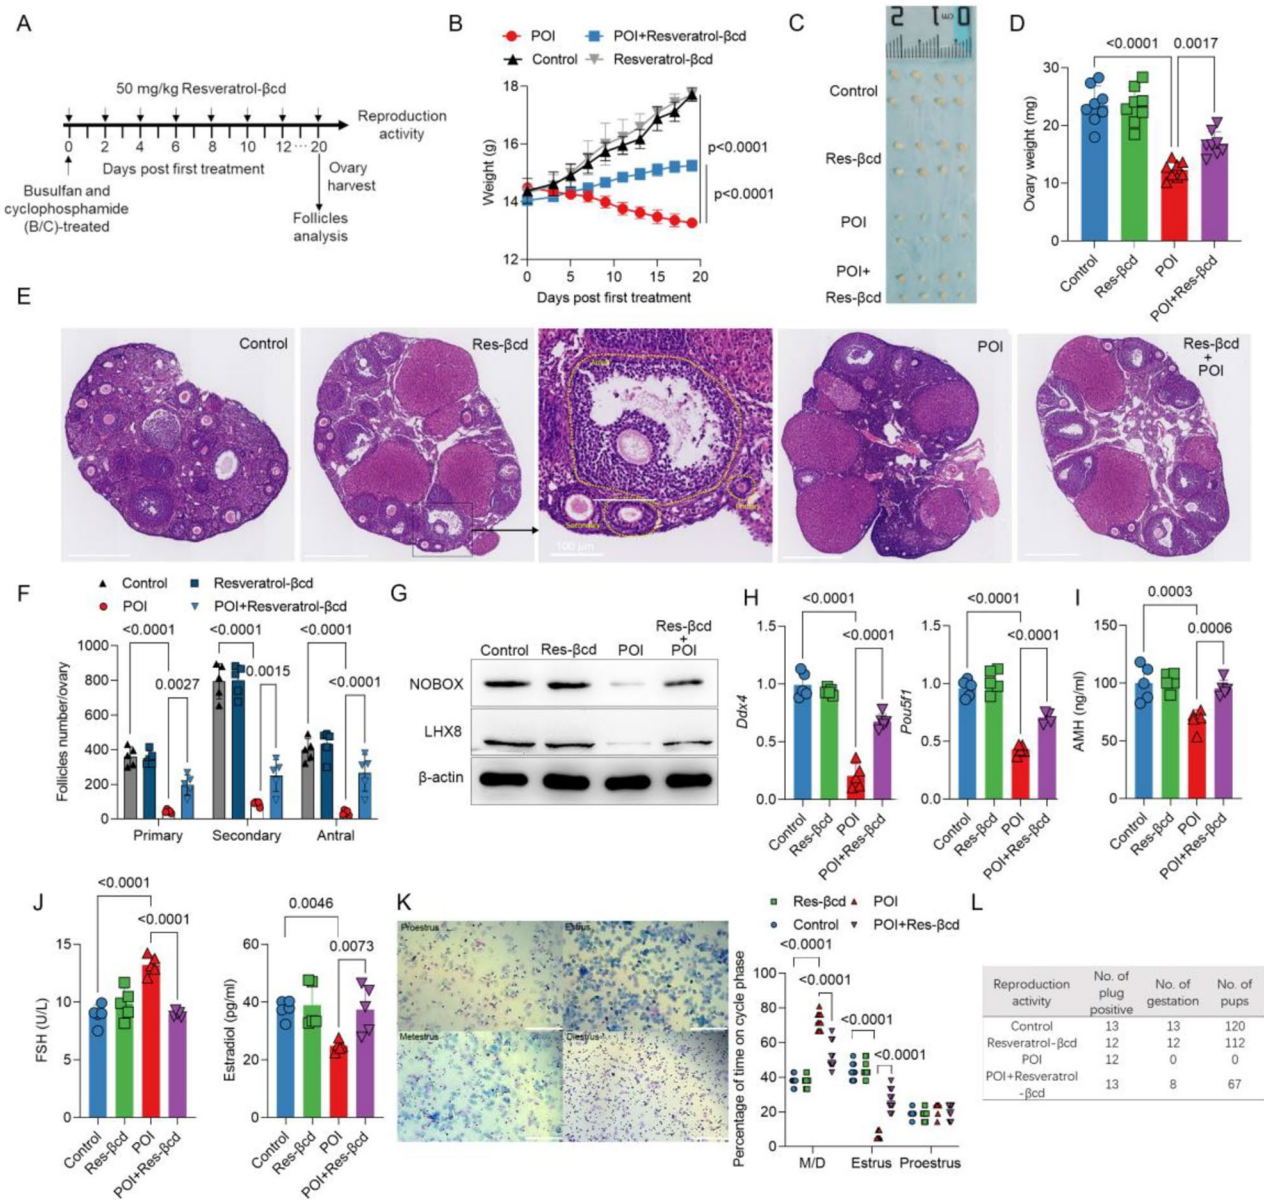 A
50 mg/kg Resveratrol-βcd
0 2 4 6 8 10 12 ··· 20
Days post first treatment
Reproduction
activity
Busulfan and
cyclophosphamide
(B/C)-treated
Ovary
harvest
Follicles
analysis
B
POI
POI+Resveratrol-βcd
Control
Resveratrol-βcd
Weight (g)
18
16
14
12
0 5 10 15 20
Days post first treatment
p<0.0001
p<0.0001
C
2 1 cm 0
Control
Res-βcd
POI
POI+
Res-βcd
D
<0.0001 0.0017
Ovary weight (mg)
30
20
10
0
Control
Res-βcd
POI
POI+Res-βcd
E
Control
Res-βcd
Antral
Secondary
Primary
100 μm
POI
Res-βcd
+
POI
F
Control
Resveratrol-βcd
POI
POI+Resveratrol-βcd
<0.0001 <0.0001 <0.0001
0.0027 0.0015 <0.0001
Follicles number/ovary
1000
800
600
400
200
0
Primary Secondary Antral
G
Control Res-βcd POI Res-βcd
+
POI
NOBOX
LHX8
β-actin
H
<0.0001
<0.0001
Ddx4
1.5
1.0
0.5
0.0
Control
Res-βcd
POI
POI+Res-βcd
<0.0001
<0.0001
Pou5f1
1.5
1.0
0.5
0.0
Control
Res-βcd
POI
POI+Res-βcd
I
0.0003
0.0006
AMH (ng/ml)
150
100
50
0
Control
Res-βcd
POI
POI+Res-βcd
J
<0.0001
<0.0001
FSH (U/L)
15
10
5
0
Control
Res-βcd
POI
POI+Res-βcd
0.0046
0.0073
Estradiol (pg/ml)
60
40
20
0
Control
Res-βcd
POI
POI+Res-βcd
K
Proestrus
Estrus
Metestrus
Diestrus
Res-βcd
POI
Control
POI+Res-βcd
<0.0001
<0.0001
<0.0001
<0.0001
Percentage of time on cycle phase
100
80
60
40
20
0
M/D Estrus Proestrus
L
Reproduction activity No. of plug positive No. of gestation No. of pups
Control 13 13 120
Resveratrol-βcd 12 12 112
POI 12 0 0
POI+Resveratrol
-βcd 13 8 67